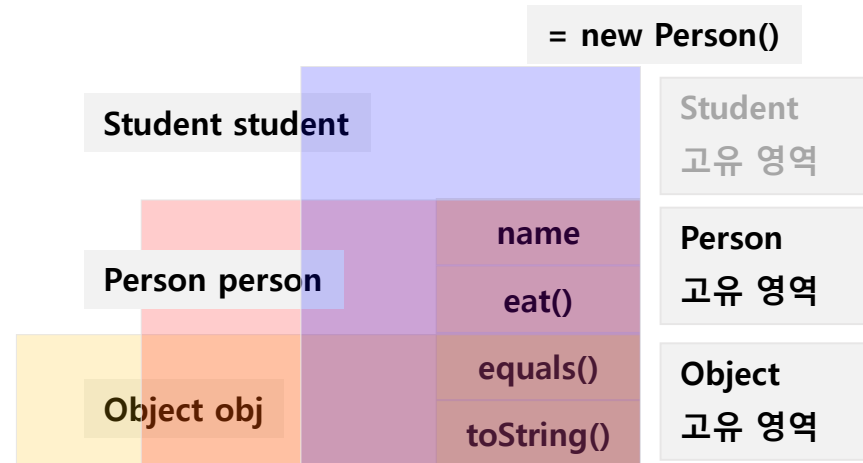 = new Person()
Student student
Student
고유 영역
name
Person person
eat()
Person
고유 영역
equals()
Object obj
toString()
Object
고유 영역